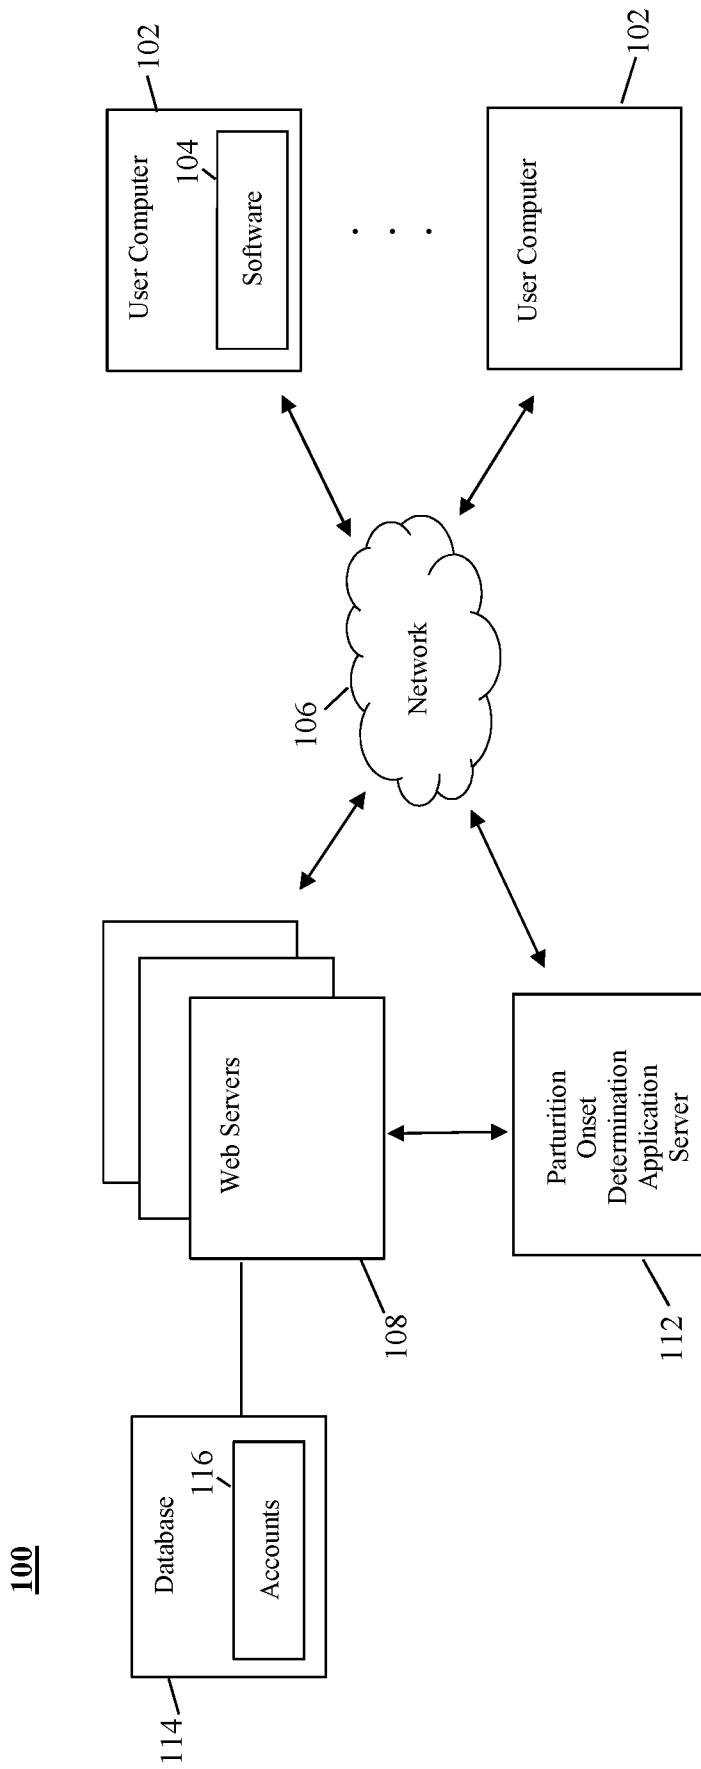 100
114
Database
116
Accounts
Web Servers
108
Parturition
Onset
Determination
Application
Server
112
106
Network
102
User Computer
104
Software
. . .
102
User Computer